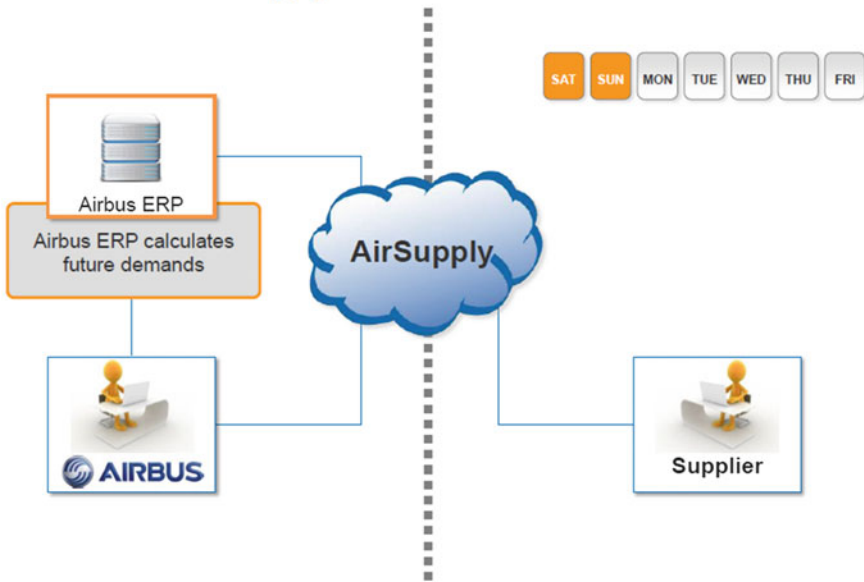 SAT SUN MON TUE WED THU FRI
Airbus ERP
Airbus ERP calculates
future demands
AirSupply
AIRBUS
Supplier